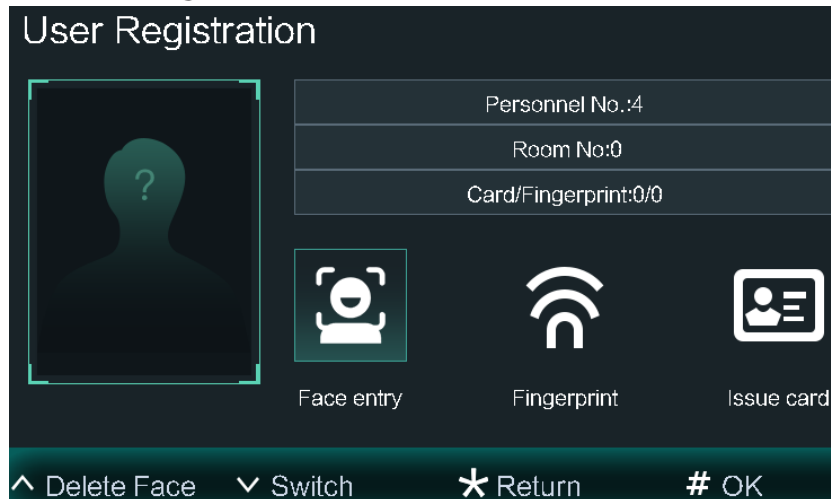 User Registration
?
Personnel No.:4
Room No:0
Card/Fingerprint:0/0
Face entry
Fingerprint
Issue card
^ Delete Face ∨ Switch * Return # OK